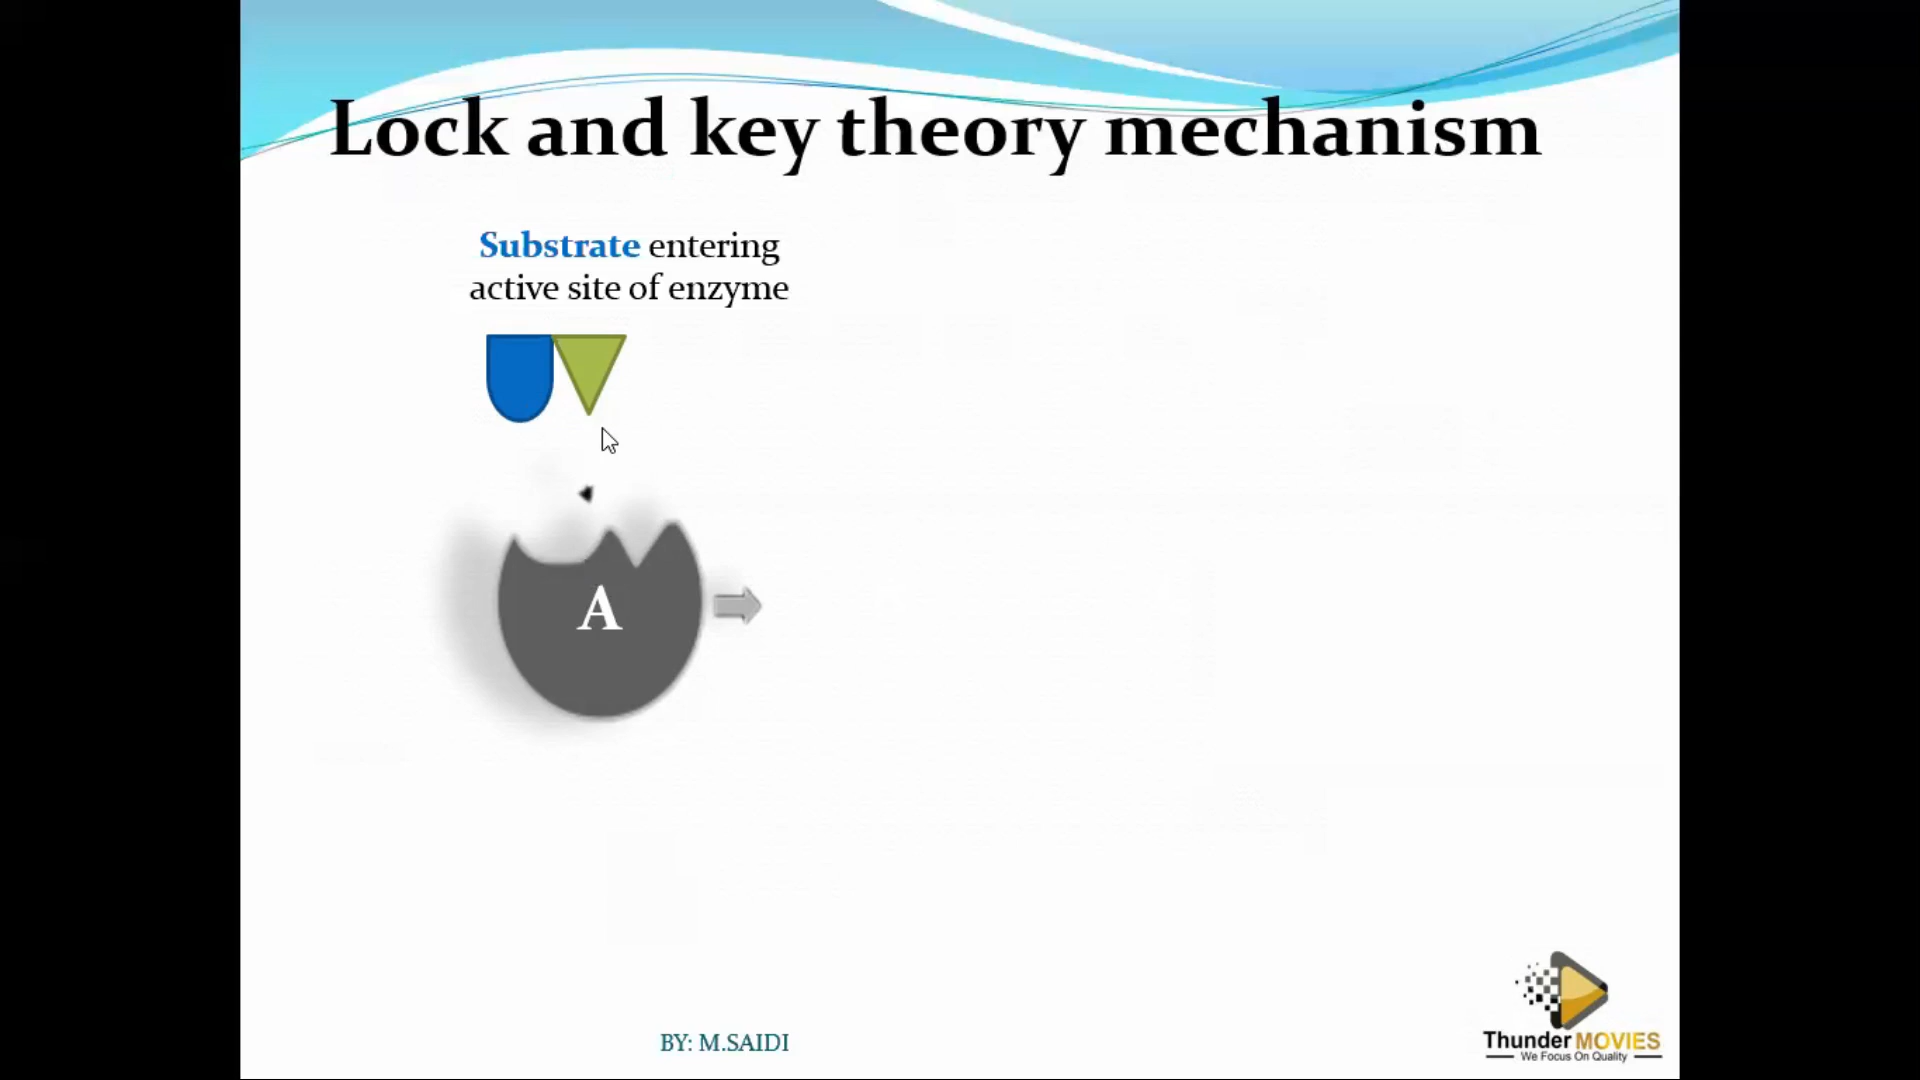 Lock and key theory mechanism
Substrate entering
active site of enzyme
A
BY: M.SAIDI
Thunder MOVIES
We Focus On Quality